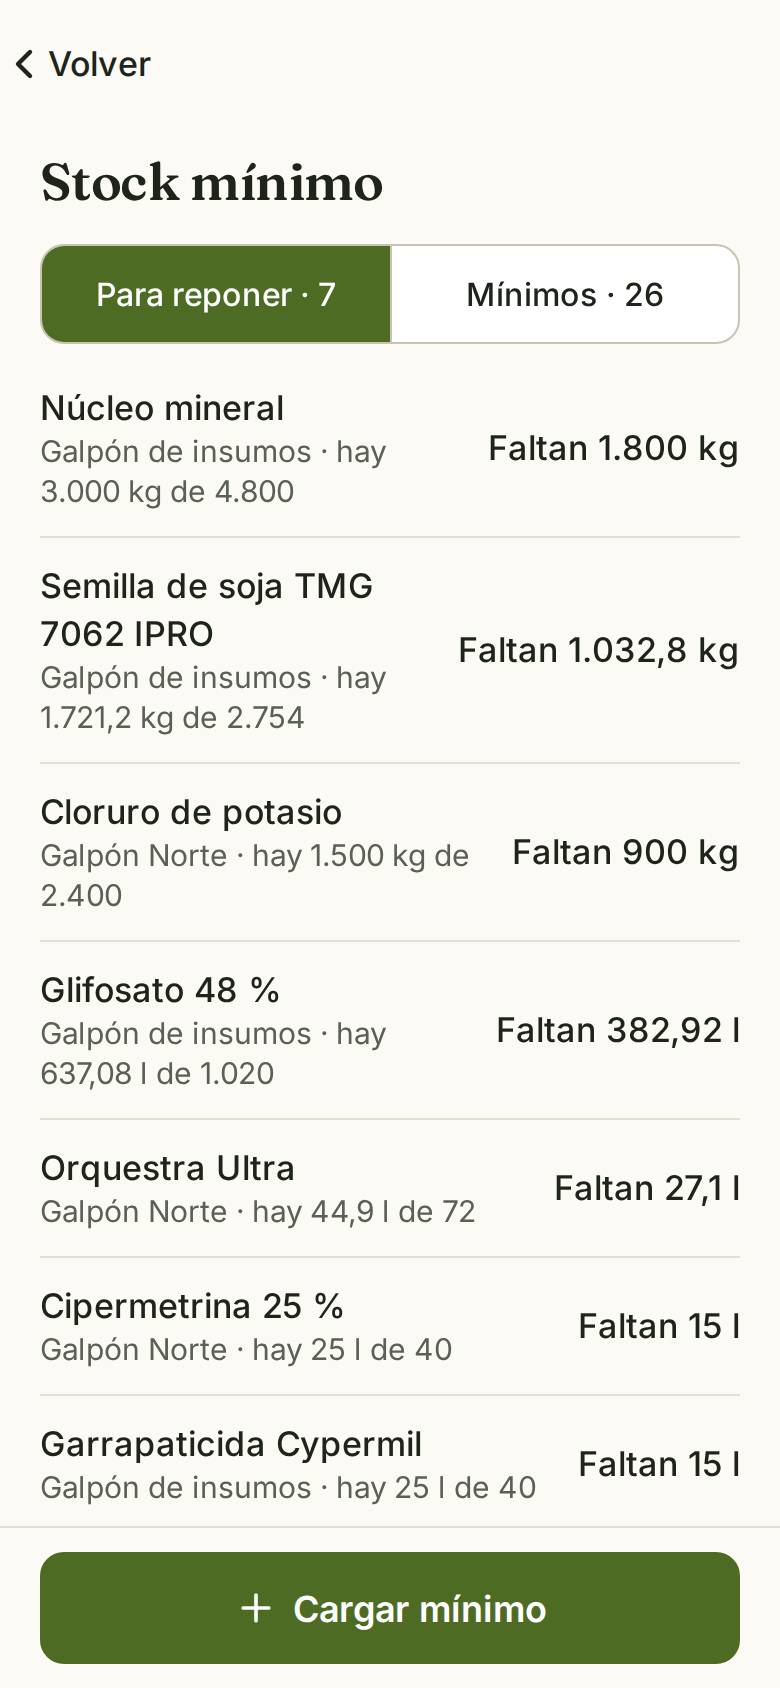 Volver
Stock mínimo
Para reponer · 7
Mínimos · 26
Núcleo mineral
Galpón de insumos · hay
3.000 kg de 4.800
Faltan 1.800 kg
Semilla de soja TMG
7062 IPRO
Galpón de insumos · hay
1.721,2 kg de 2.754
Faltan 1.032,8 kg
Cloruro de potasio
Galpón Norte · hay 1.500 kg de
2.400
Faltan 900 kg
Glifosato 48 %
Galpón de insumos · hay
637,08 l de 1.020
Faltan 382,92 l
Orquestra Ultra
Galpón Norte · hay 44,9 l de 72
Faltan 27,1 l
Cipermetrina 25 %
Galpón Norte · hay 25 l de 40
Faltan 15 l
Garrapaticida Cypermil
Galpón de insumos · hay 25 l de 40
Faltan 15 l
+ Cargar mínimo